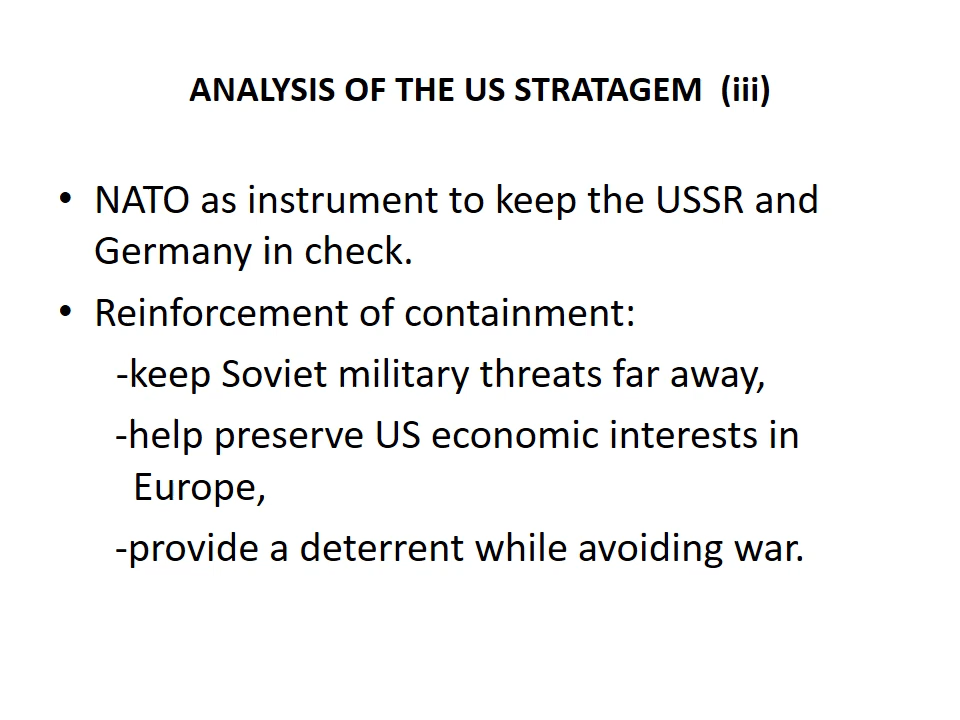 ANALYSIS OF THE US STRATAGEM (iii)
• NATO as instrument to keep the USSR and
Germany in check.
• Reinforcement of containment:
-keep Soviet military threats far away,
-help preserve US economic interests in
Europe,
-provide a deterrent while avoiding war.